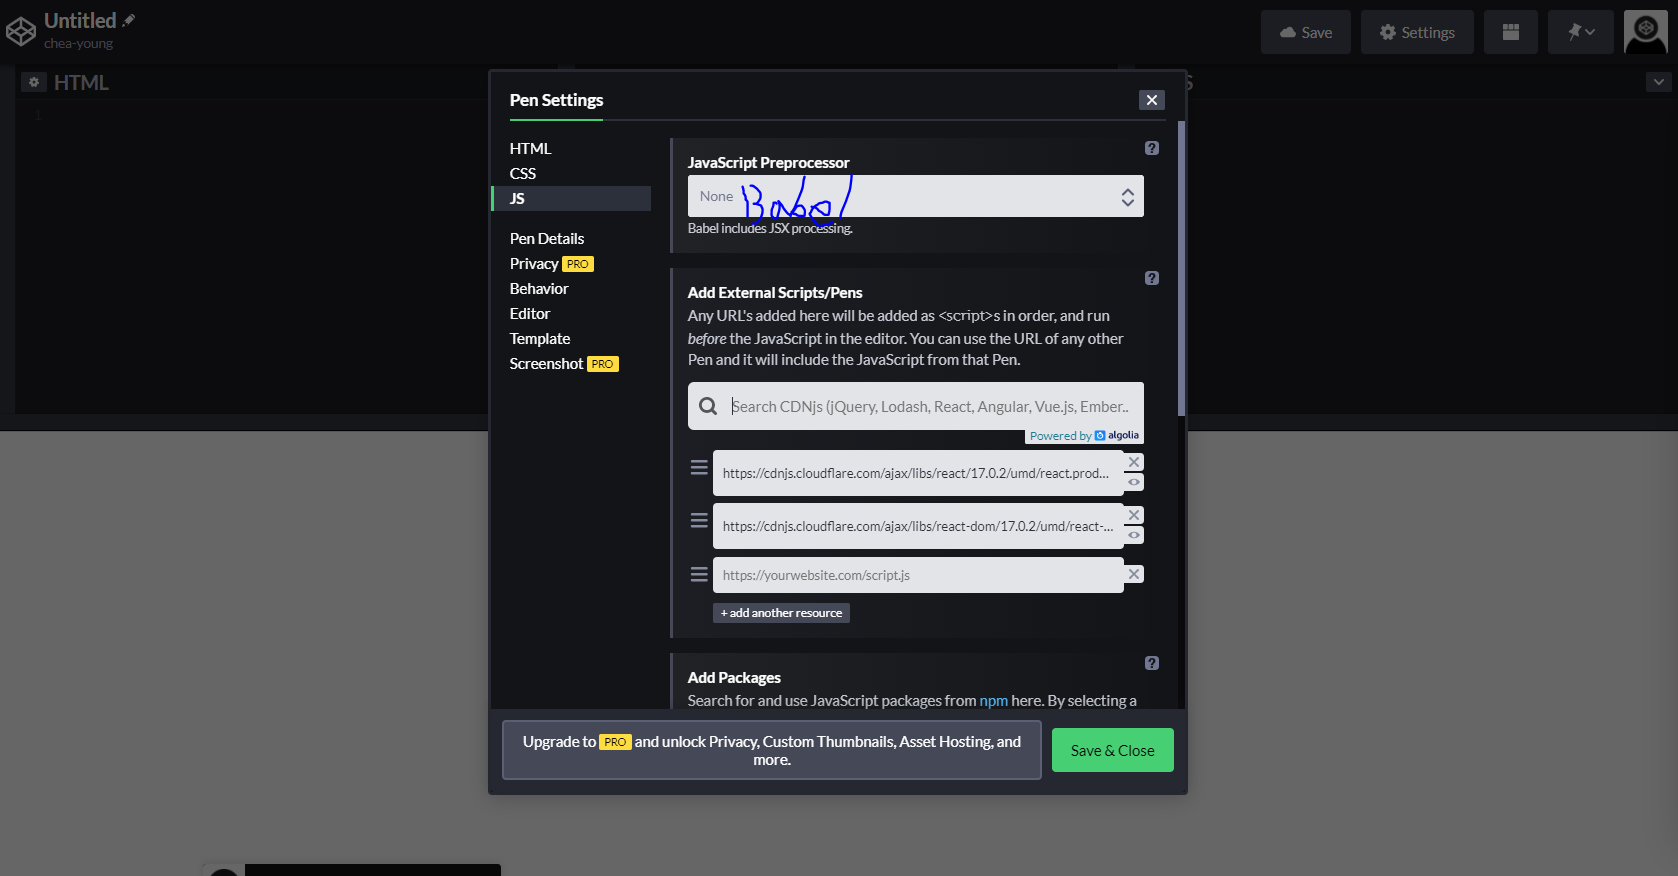 Untitled
chea-young
Save
Settings
HTML
S
1
Pen Settings
HTML
CSS
JS
Pen Details
Privacy PRO
Behavior
Editor
Template
Screenshot PRO
JavaScript Preprocessor
None
Babel
Babel includes JSX processing.
Add External Scripts/Pens
Any URL's added here will be added as <script>s in order, and run
before the JavaScript in the editor. You can use the URL of any other
Pen and it will include the JavaScript from that Pen.
Search CDNjs (jQuery, Lodash, React, Angular, Vue.js, Ember..
Powered by algolia
https://cdnjs.cloudflare.com/ajax/libs/react/17.0.2/umd/react.prod...
https://cdnjs.cloudflare.com/ajax/libs/react-dom/17.0.2/umd/react-...
https://yourwebsite.com/script.js
+ add another resource
Add Packages
Search for and use JavaScript packages from npm here. By selecting a
Upgrade to PRO and unlock Privacy, Custom Thumbnails, Asset Hosting, and
more.
Save & Close